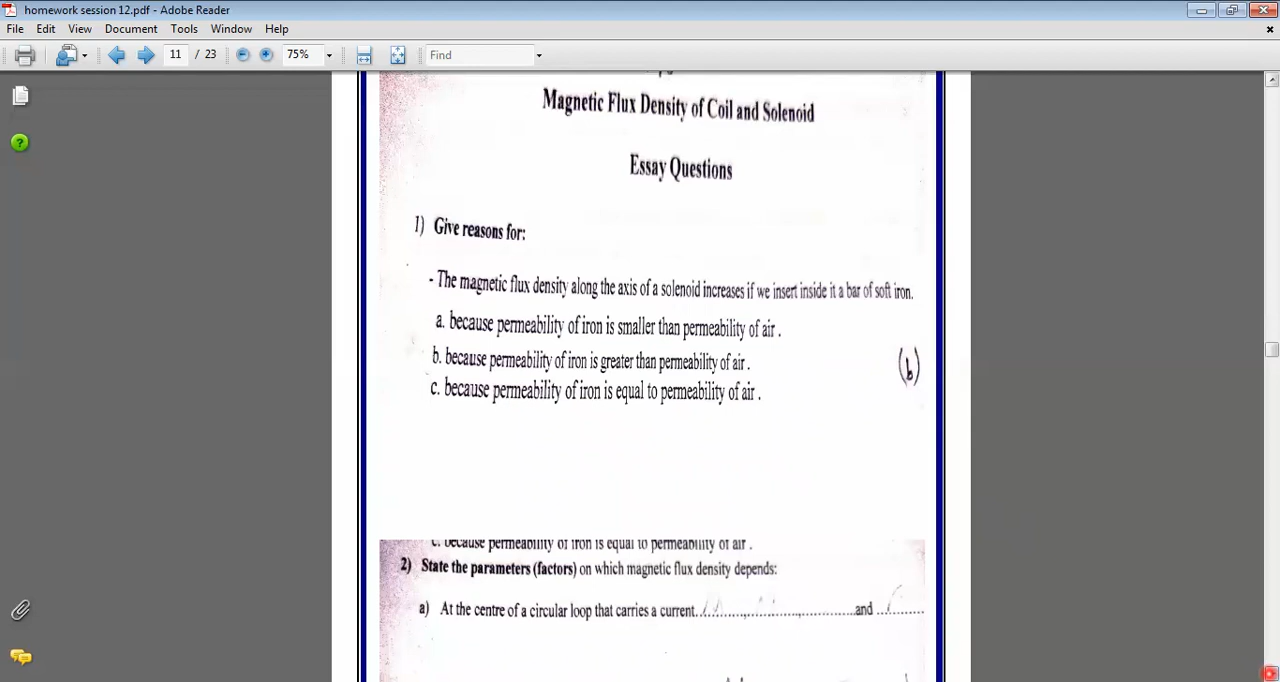 homework session 12.pdf - Adobe Reader
File Edit View Document Tools Window Help
11 / 23 75% Find
Magnetic Flux Density of Coil and Solenoid
Essay Questions
1) Give reasons for:
- The magnetic flux density along the axis of a solenoid increases if we insert inside it a bar of soft iron.
a. because permeability of iron is smaller than permeability of air .
b. because permeability of iron is greater than permeability of air .
(b)
c. because permeability of iron is equal to permeability of air .
c. because permeability of iron is equal to permeability of air .
2) State the parameters (factors) on which magnetic flux density depends:
a) At the centre of a circular loop that carries a current..............,....................and ............